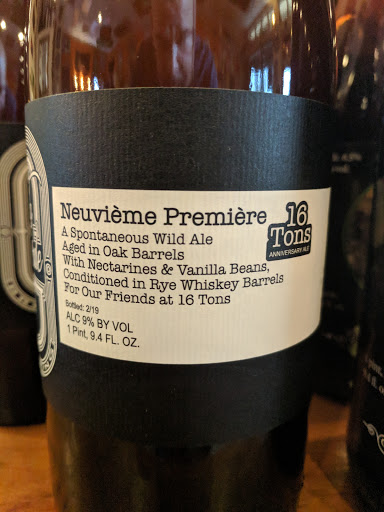 Neuvième Première
A Spontaneous Wild Ale
Aged in Oak Barrels
With Nectarines & Vanilla Beans,
Conditioned in Rye Whiskey Barrels
For Our Friends at 16 Tons
Bottled: 2/19
ALC 9% BY VOL
1 Pint, 9.4 FL. OZ.
16
Tons
ANNIVERSARY ALE